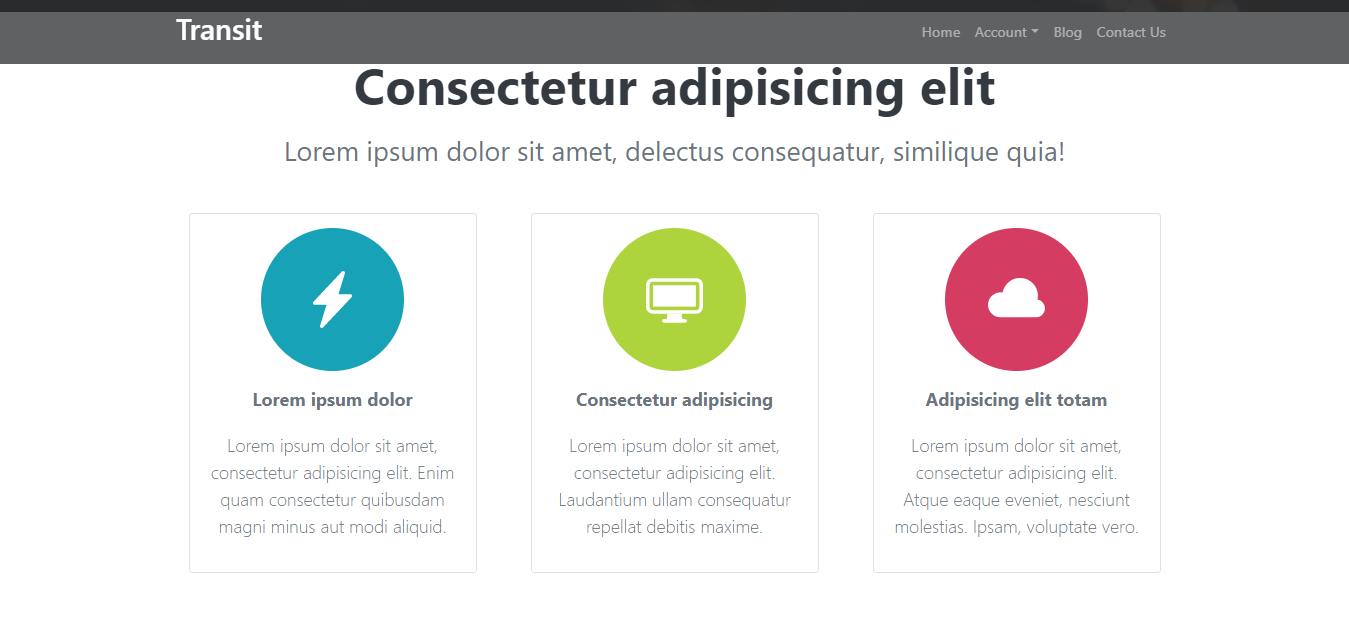 Transit
Home Account Blog Contact Us
Consectetur adipisicing elit
Lorem ipsum dolor sit amet, delectus consequatur, similique quia!
Lorem ipsum dolor
Lorem ipsum dolor sit amet,
consectetur adipisicing elit. Enim
quam consectetur quibusdam
magni minus aut modi aliquid.
Consectetur adipisicing
Lorem ipsum dolor sit amet,
consectetur adipisicing elit.
Laudantium ullam consequatur
repellat debitis maxime.
Adipisicing elit totam
Lorem ipsum dolor sit amet,
consectetur adipisicing elit.
Atque eaque eveniet, nesciunt
molestias. Ipsam, voluptate vero.